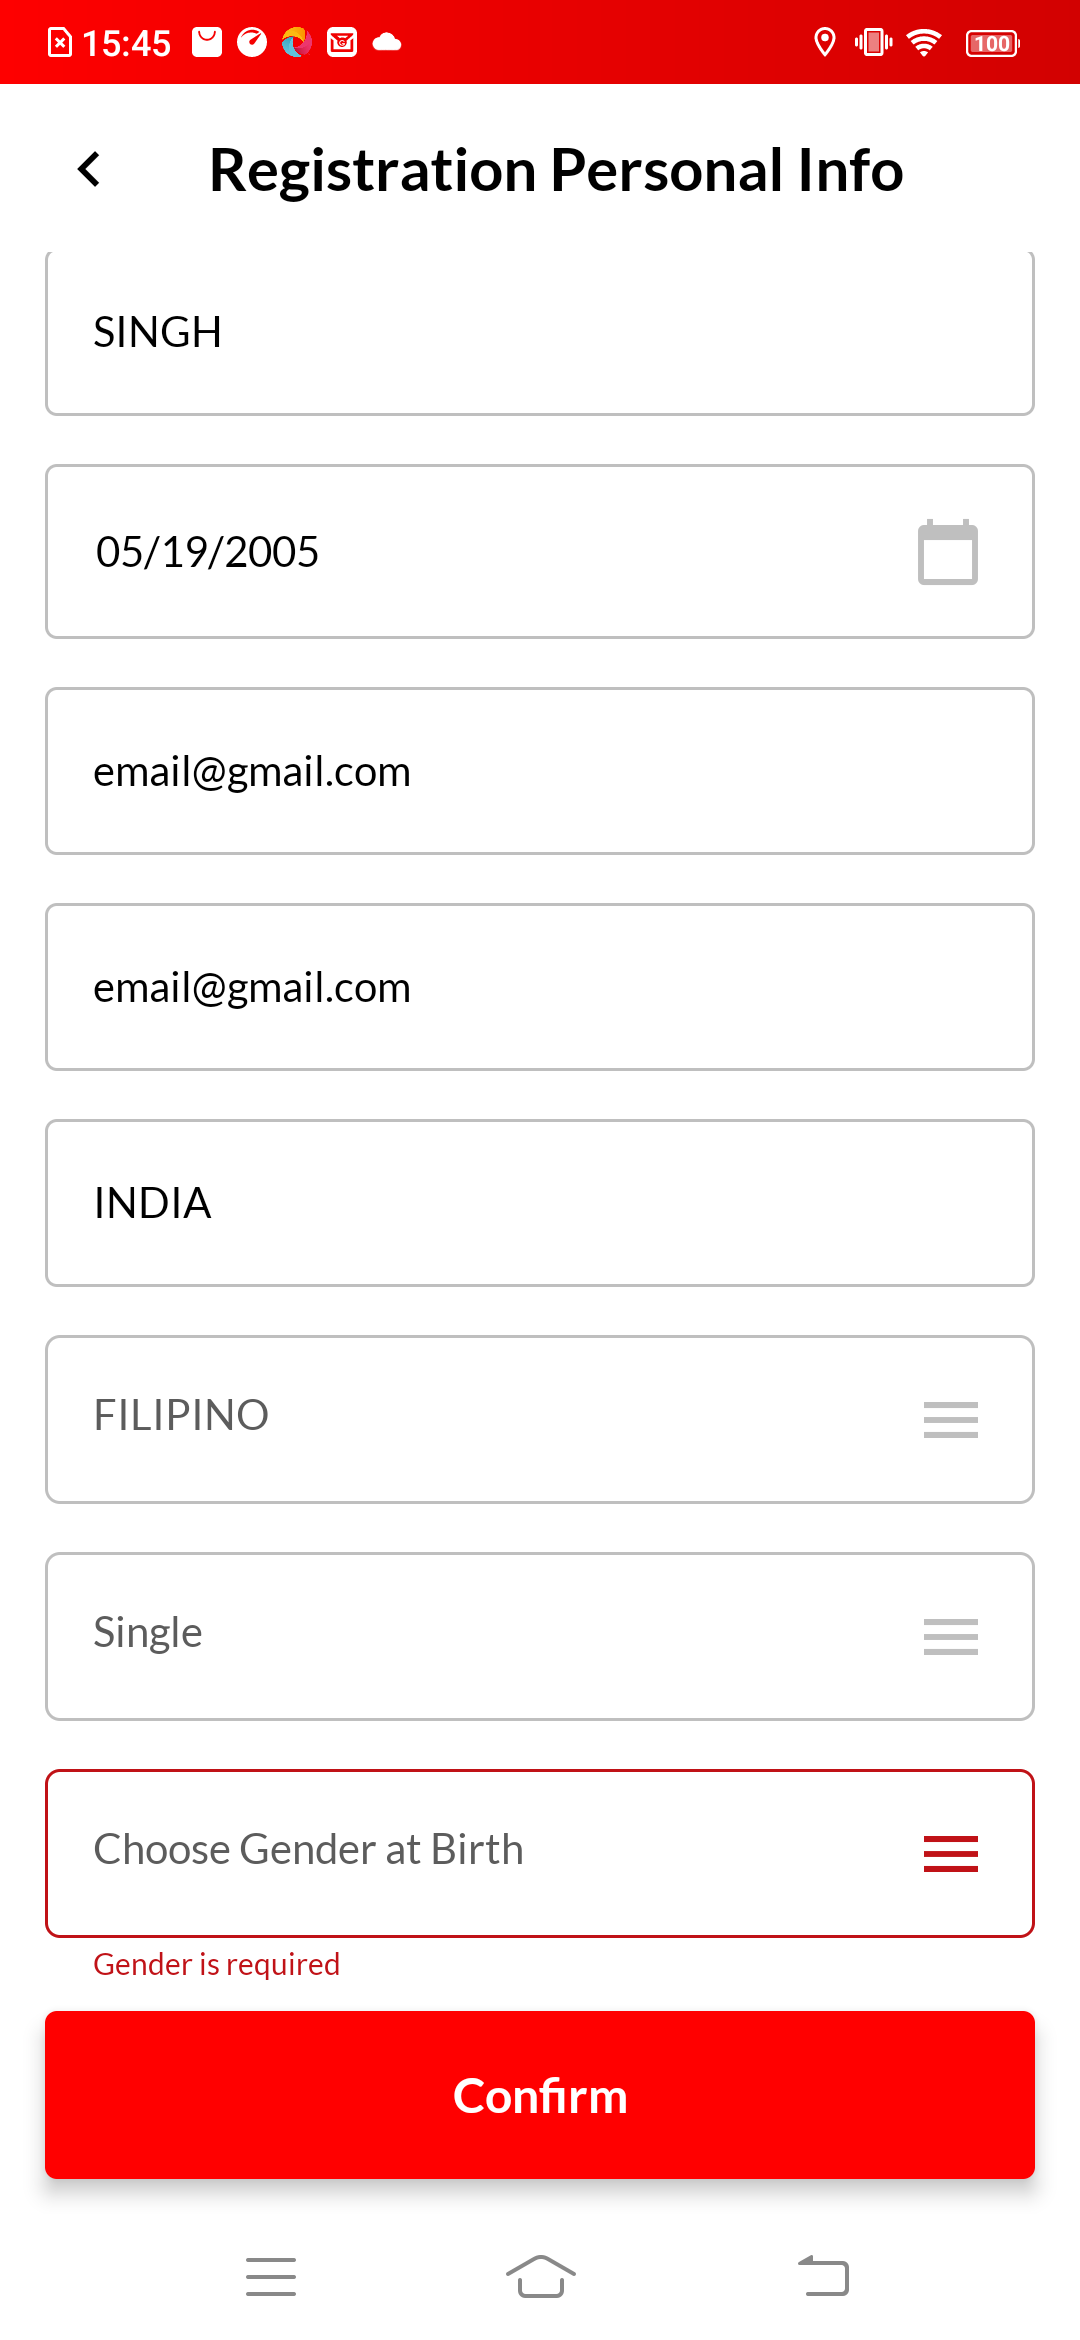 15:45
100
Registration Personal Info
SINGH
05/19/2005
email@gmail.com
email@gmail.com
INDIA
FILIPINO
Single
Choose Gender at Birth
Gender is required
Confirm